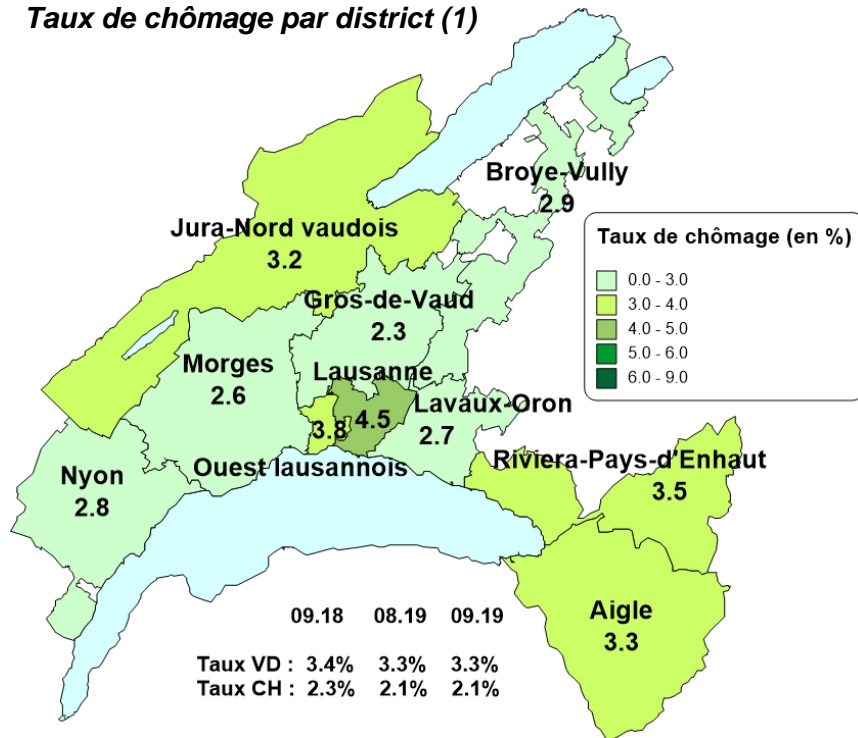 Taux de chômage par district (1)
Broye-Vully
2.9
Jura-Nord vaudois
3.2
Taux de chômage (en %)
0.0 - 3.0
3.0 - 4.0
4.0 - 5.0
5.0 - 6.0
6.0 - 9.0
Gros-de-Vaud
2.3
Morges
2.6
Lausanne
4.5
3.8
Lavaux-Oron
2.7
Ouest lausannois
Riviera-Pays-d'Enhaut
3.5
Nyon
2.8
Aigle
3.3
09.18 08.19 09.19
Taux VD : 3.4% 3.3% 3.3%
Taux CH : 2.3% 2.1% 2.1%